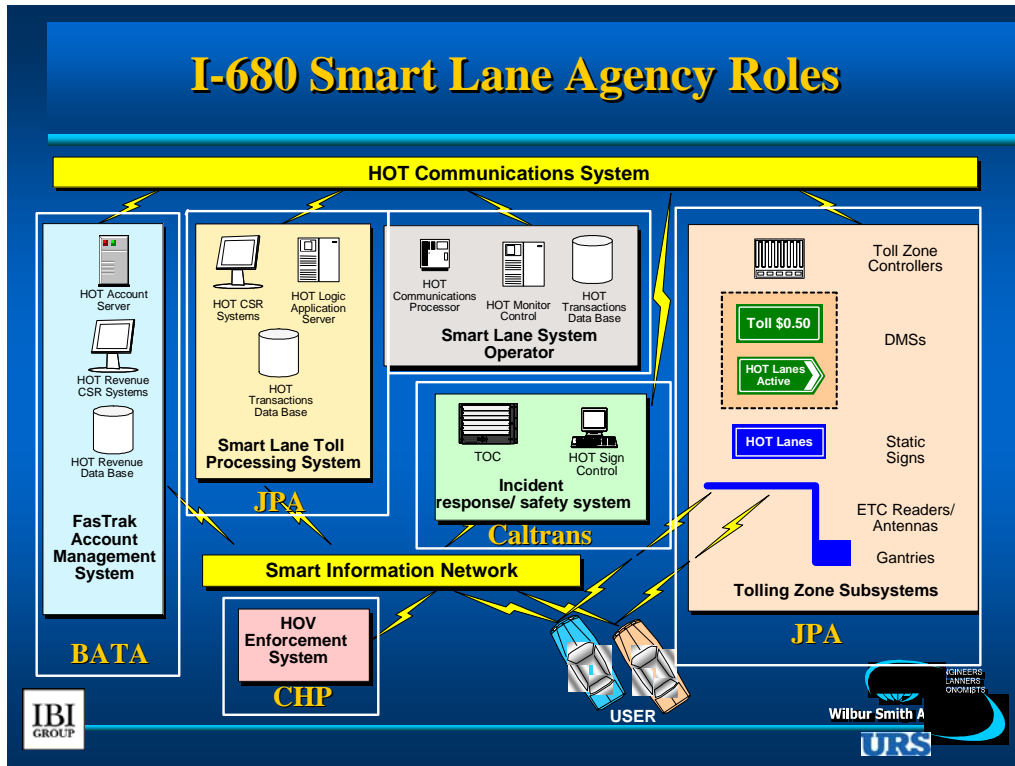 I-680 Smart Lane Agency Roles
HOT Communications System
HOT Account
Server
HOT Revenue
CSR Systems
HOT Revenue
Data Base
FasTrak
Account
Management
System
BATA
HOT CSR
Systems
HOT Logic
Application
Server
HOT
Transactions
Data Base
Smart Lane Toll
Processing System
JPA
HOT
Communications
Processor
HOT Monitor
Control
HOT
Transactions
Data Base
Smart Lane System
Operator
TOC
HOT Sign
Control
Incident
response/ safety system
Caltrans
Toll Zone
Controllers
Toll $0.50
HOT Lanes
Active
DMSs
HOT Lanes
Static
Signs
ETC Readers/
Antennas
Gantries
Tolling Zone Subsystems
JPA
Smart Information Network
HOV
Enforcement
System
CHP
USER
IBI
GROUP
NGINEERS
LANNERS
ONOMISTS
Wilbur Smith A
URS